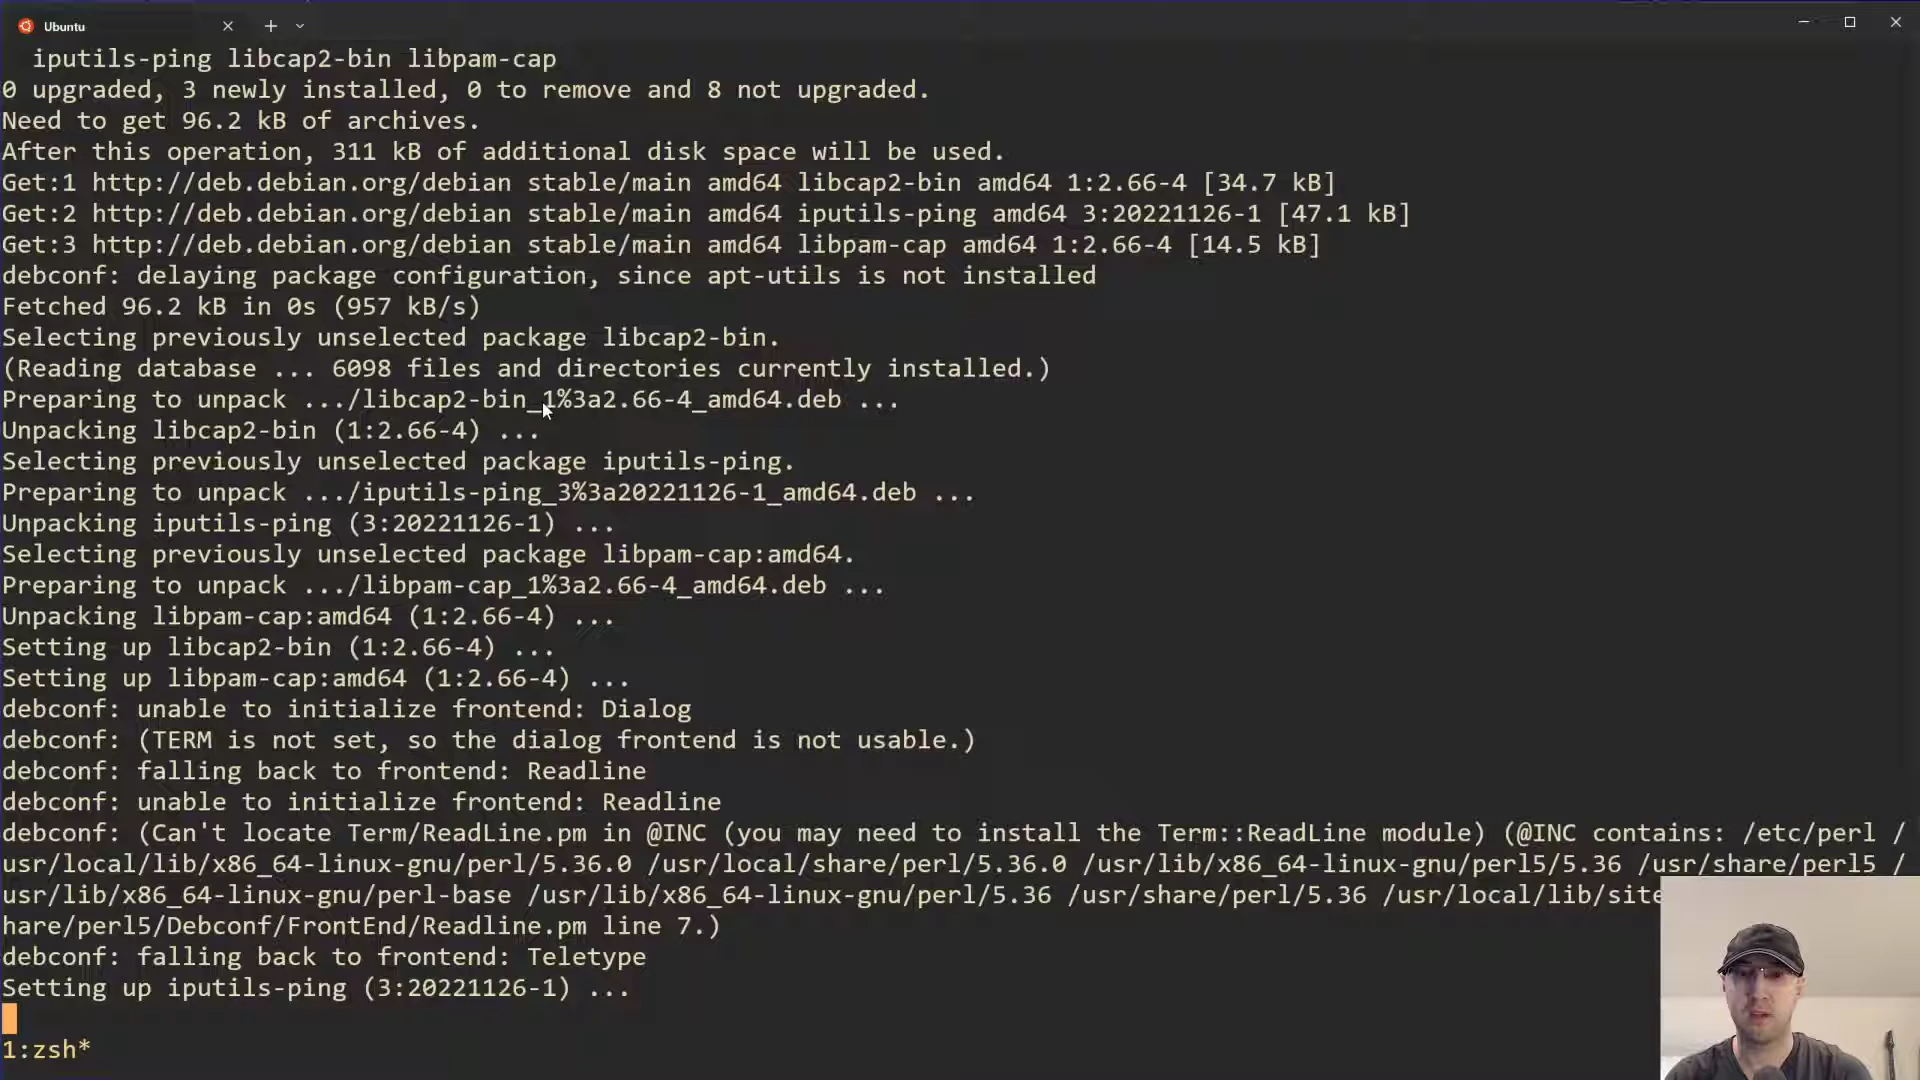 Ubuntu
iputils-ping libcap2-bin libpam-cap
0 upgraded, 3 newly installed, 0 to remove and 8 not upgraded.
Need to get 96.2 kB of archives.
After this operation, 311 kB of additional disk space will be used.
Get:1 http://deb.debian.org/debian stable/main amd64 libcap2-bin amd64 1:2.66-4 [34.7 kB]
Get:2 http://deb.debian.org/debian stable/main amd64 iputils-ping amd64 3:20221126-1 [47.1 kB]
Get:3 http://deb.debian.org/debian stable/main amd64 libpam-cap amd64 1:2.66-4 [14.5 kB]
debconf: delaying package configuration, since apt-utils is not installed
Fetched 96.2 kB in 0s (957 kB/s)
Selecting previously unselected package libcap2-bin.
(Reading database ... 6098 files and directories currently installed.)
Preparing to unpack .../libcap2-bin_1%3a2.66-4_amd64.deb ...
Unpacking libcap2-bin (1:2.66-4) ...
Selecting previously unselected package iputils-ping.
Preparing to unpack .../iputils-ping_3%3a20221126-1_amd64.deb ...
Unpacking iputils-ping (3:20221126-1) ...
Selecting previously unselected package libpam-cap:amd64.
Preparing to unpack .../libpam-cap_1%3a2.66-4_amd64.deb ...
Unpacking libpam-cap:amd64 (1:2.66-4) ...
Setting up libcap2-bin (1:2.66-4) ...
Setting up libpam-cap:amd64 (1:2.66-4) ...
debconf: unable to initialize frontend: Dialog
debconf: (TERM is not set, so the dialog frontend is not usable.)
debconf: falling back to frontend: Readline
debconf: unable to initialize frontend: Readline
debconf: (Can't locate Term/ReadLine.pm in @INC (you may need to install the Term::ReadLine module) (@INC contains: /etc/perl /
usr/local/lib/x86_64-linux-gnu/perl/5.36.0 /usr/local/share/perl/5.36.0 /usr/lib/x86_64-linux-gnu/perl5/5.36 /usr/share/perl5 /
usr/lib/x86_64-linux-gnu/perl-base /usr/lib/x86_64-linux-gnu/perl/5.36 /usr/share/perl/5.36 /usr/local/lib/site
hare/perl5/Debconf/FrontEnd/Readline.pm line 7.)
debconf: falling back to frontend: Teletype
Setting up iputils-ping (3:20221126-1) ...
1:zsh*